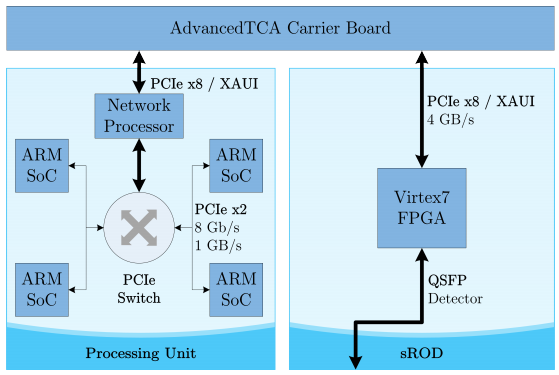 AdvancedTCA Carrier Board
PCIe x8 / XAUI
Network
Processor
ARM
SoC
ARM
SoC
PCIe x2
8 Gb/s
1 GB/s
ARM
SoC
PCIe
Switch
ARM
SoC
Processing Unit
PCIe x8 / XAUI
4 GB/s
Virtex7
FPGA
QSFP
Detector
sROD